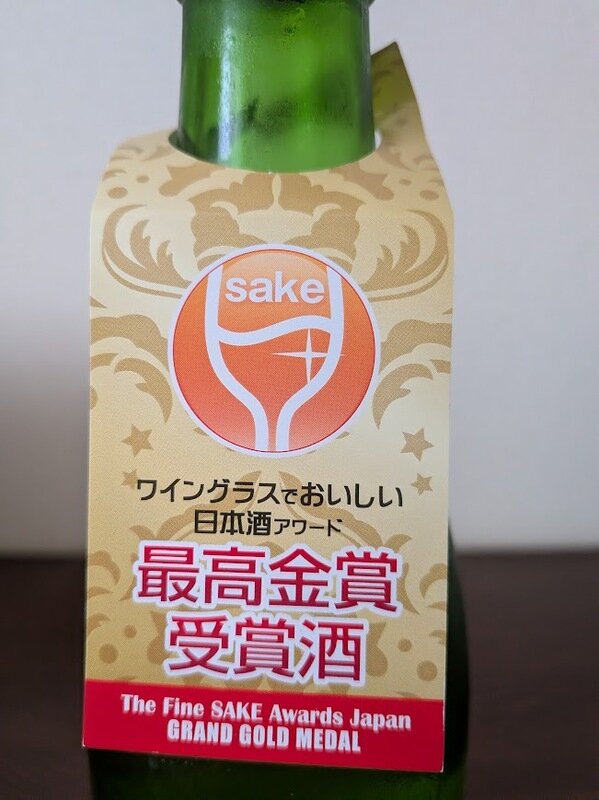 sake
ワイングラスでおいしい
日本酒アワード
最高金賞
受賞酒
The Fine SAKE Awards Japan
GRAND GOLD MEDAL